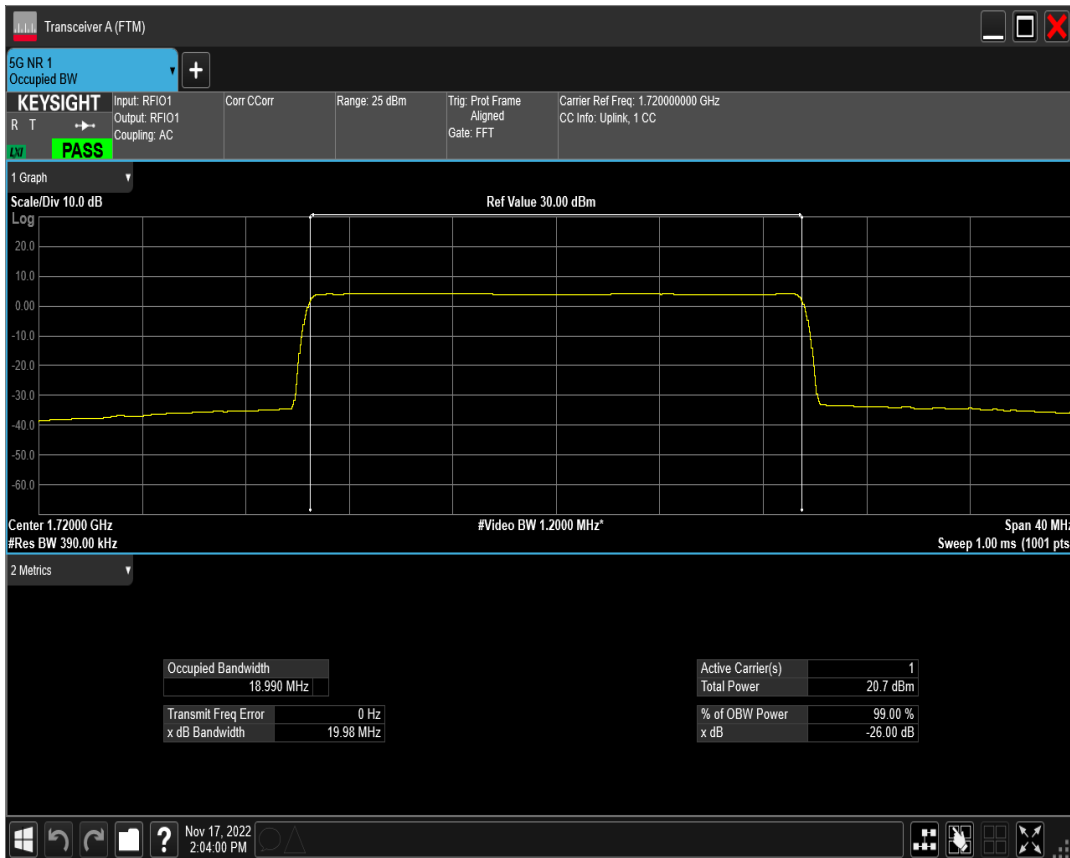 Transceiver A (FTM)
5G NR 1
Occupied BW
+
KEYSIGHT
R T
LXI
PASS
Input: RFIO1
Output: RFIO1
Coupling: AC
Corr CCorr
Range: 25 dBm
Trig: Prot Frame
Aligned
Gate: FFT
Carrier Ref Freq: 1.720000000 GHz
CC Info: Uplink, 1 CC
1 Graph
Scale/Div 10.0 dB
Ref Value 30.00 dBm
Log
20.0
10.0
0.00
-10.0
-20.0
-30.0
-40.0
-50.0
-60.0
Center 1.72000 GHz
#Video BW 1.2000 MHz*
Span 40 MHz
#Res BW 390.00 kHz
Sweep 1.00 ms (1001 pts
2 Metrics
Occupied Bandwidth
18.990 MHz
Transmit Freq Error 0 Hz
x dB Bandwidth 19.98 MHz
Active Carrier(s) 1
Total Power 20.7 dBm
% of OBW Power 99.00 %
x dB -26.00 dB
?
Nov 17, 2022
2:04:00 PM